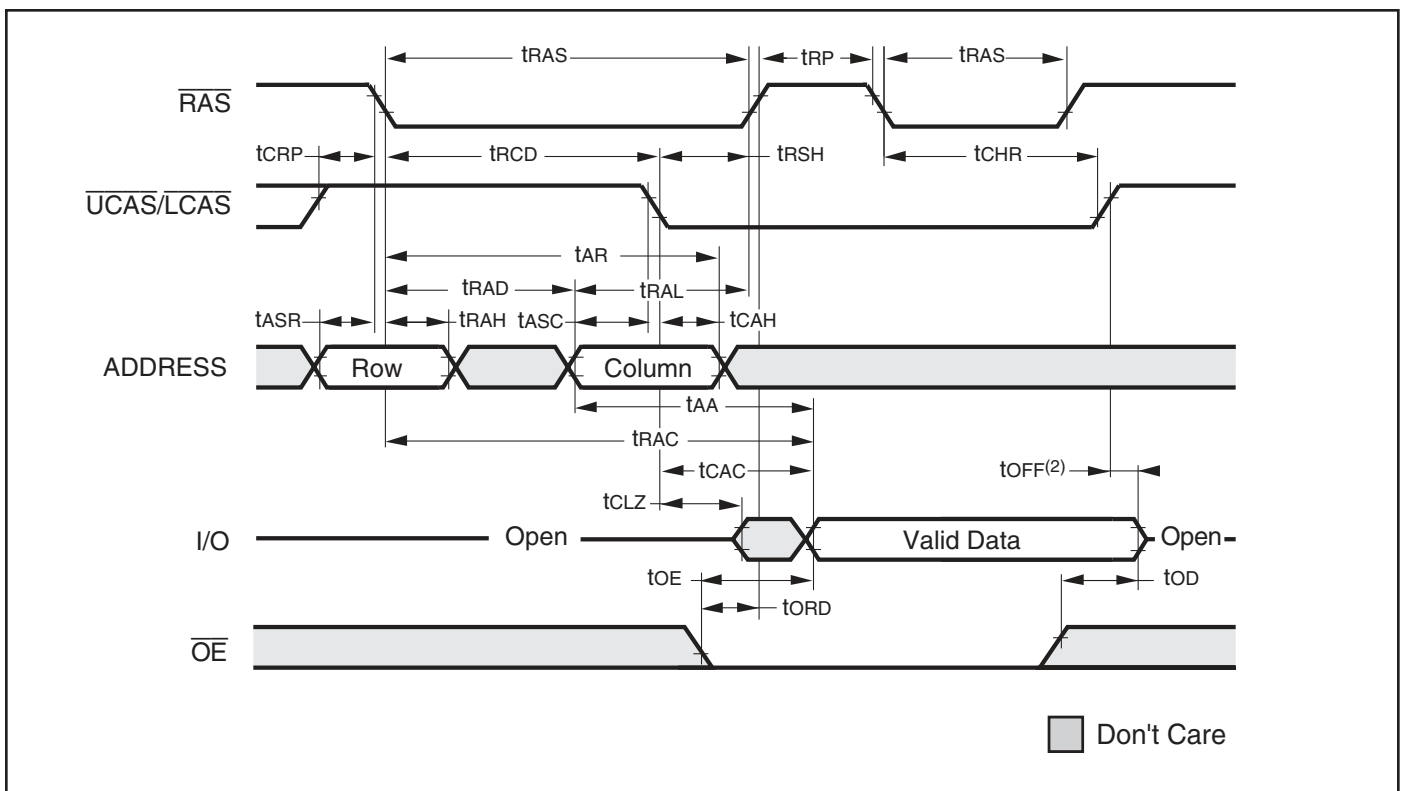 tRAS tRP tRAS
RAS
tCRP tRCD tRSH tCHR
UCAS/LCAS
tAR
tRAD tRAL
tASR tRAH tASC tCAH
ADDRESS Row Column
tAA
tRAC
tCAC tOFF(2)
tCLZ
I/O Open Valid Data Open
tOE tOD
tORD
OE
Don't Care